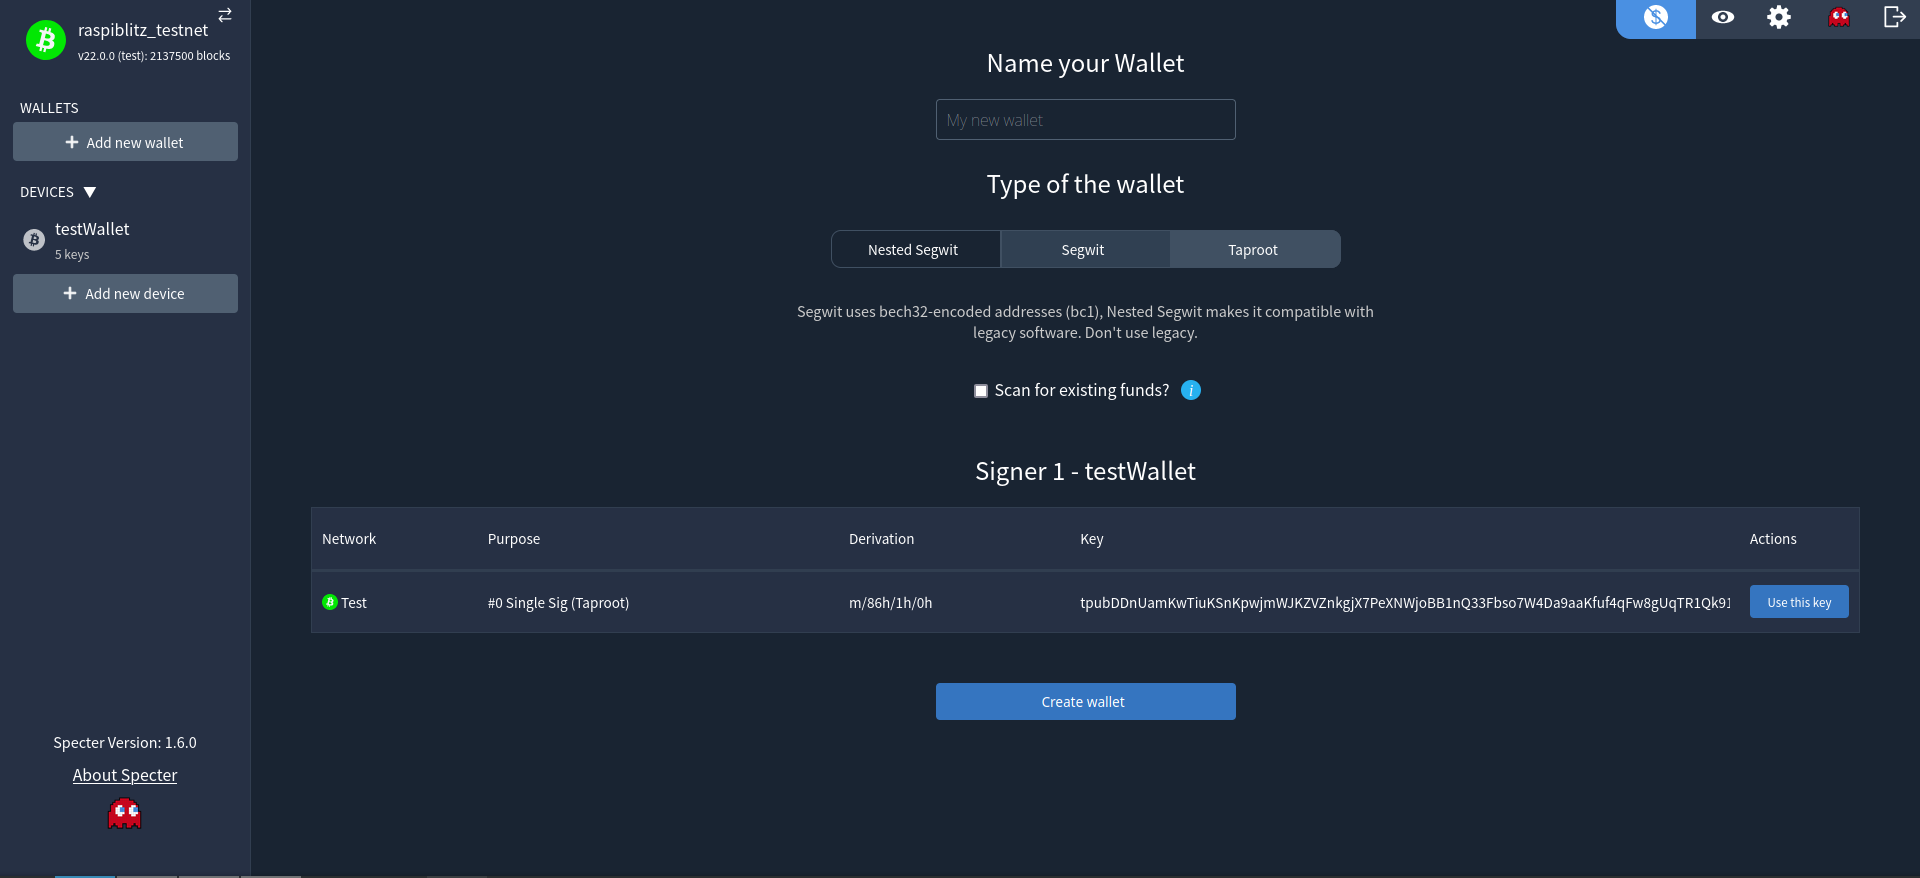 raspiblitz_testnet
v22.0.0 (test): 2137500 blocks
WALLETS
Add new wallet
DEVICES
testWallet
5 keys
Add new device
Specter Version: 1.6.0
About Specter
Name your Wallet
My new wallet
Type of the wallet
Nested Segwit Segwit Taproot
Segwit uses bech32-encoded addresses (bc1), Nested Segwit makes it compatible with
legacy software. Don't use legacy.
Scan for existing funds?
Signer 1 - testWallet
Network Purpose Derivation Key Actions
Test #0 Single Sig (Taproot) m/86h/1h/0h tpubDDnUamKwTiuKSnKpwjmWJKZVZnkgjX7PeXNWjoBB1nQ33Fbso7W4Da9aaKfuf4qFw8gUqTR1Qk91 Use this key
Create wallet